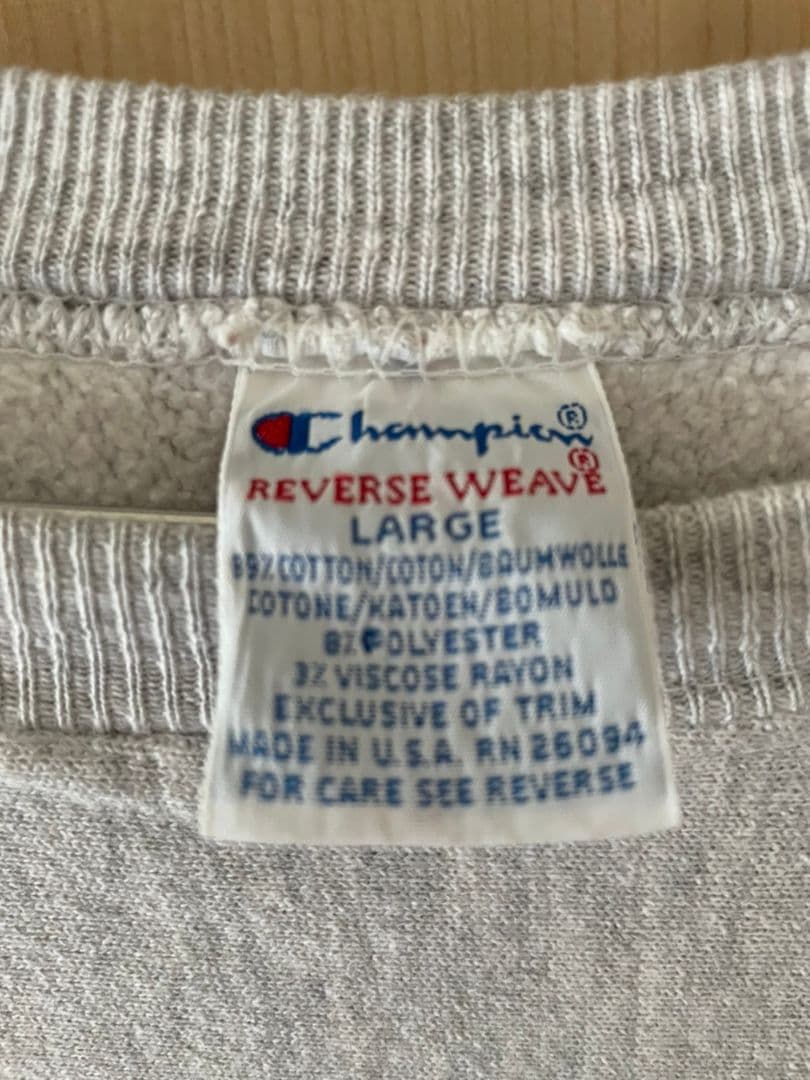 Champion®
REVERSE WEAVE®
LARGE
89% COTTON/COTON/BAUMWOLLE
COTONE/KATOEN/BOMULD
8% POLYESTER
3% VISCOSE RAYON
EXCLUSIVE OF TRIM
MADE IN U.S.A. RN 26094
FOR CARE SEE REVERSE